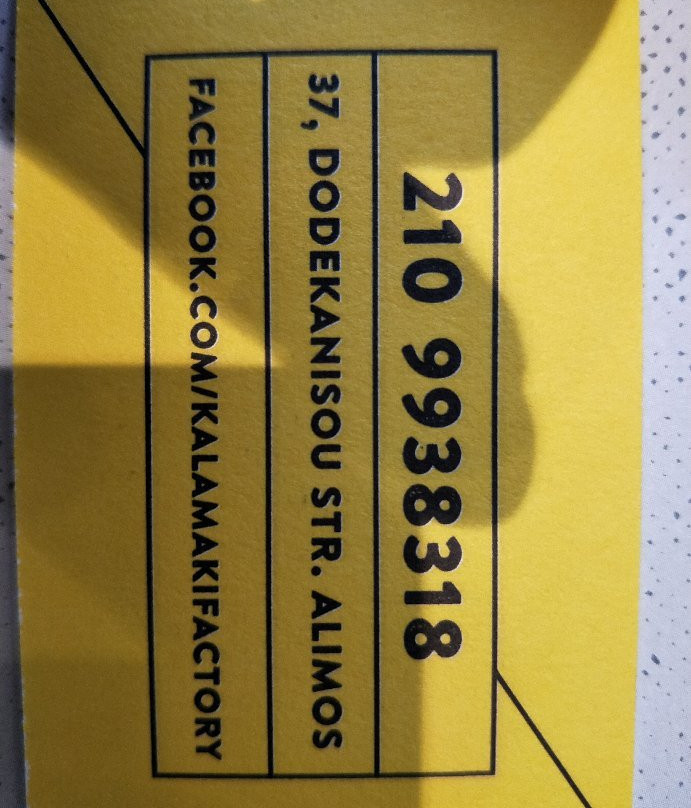 210 9938318
37, DODEKANISOU STR. ALIMOS
FACEBOOK.COM/KALAMAKIFACTORY